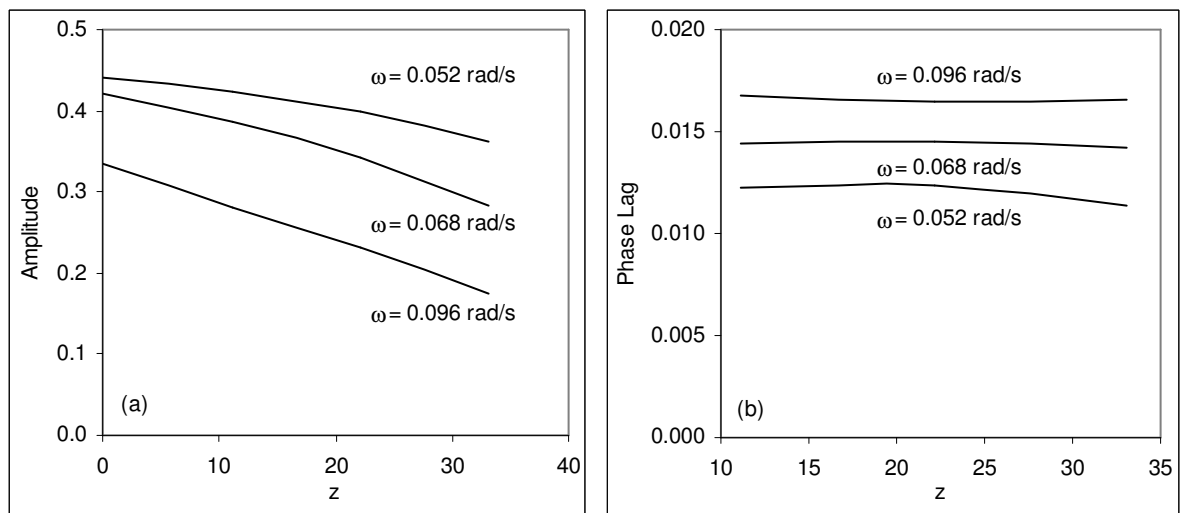 0.5
0.4
0.3
0.2
0.1
0.0
Amplitude
ω = 0.052 rad/s
ω = 0.068 rad/s
ω = 0.096 rad/s
(a)
0 10 20 30 40
z
0.020
0.015
0.010
0.005
0.000
Phase Lag
ω = 0.096 rad/s
ω = 0.068 rad/s
ω = 0.052 rad/s
(b)
10 15 20 25 30 35
z